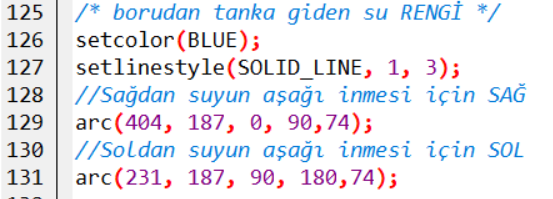 125 /* borudan tanka giden su RENGİ */
126 setcolor(BLUE);
127 setlinestyle(SOLID_LINE, 1, 3);
128 //Sağdan suyun aşağı inmesi için SAĞ
129 arc(404, 187, 0, 90,74);
130 //Soldan suyun aşağı inmesi için SOL
131 arc(231, 187, 90, 180,74);